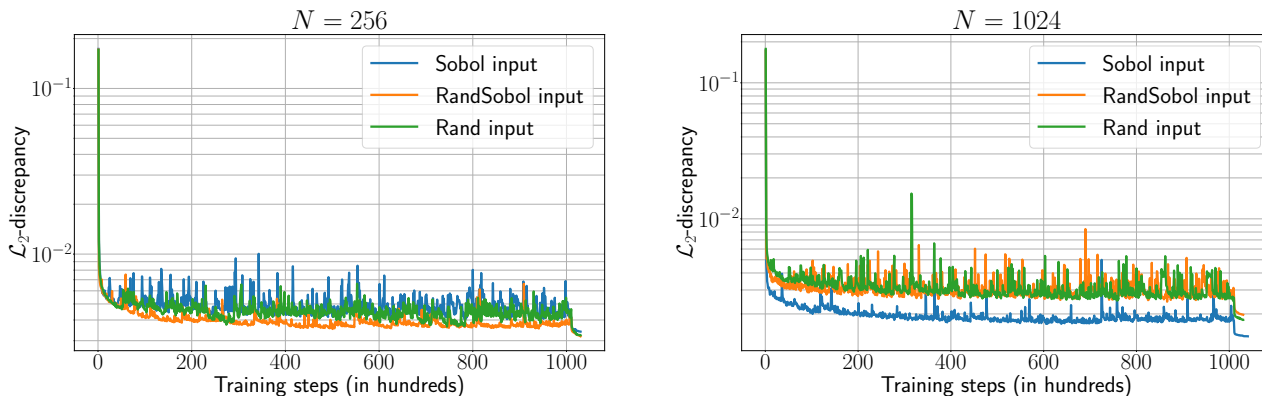 N = 256
10⁻¹
10⁻²
ℒ₂-discrepancy
Sobol input
RandSobol input
Rand input
0 200 400 600 800 1000
Training steps (in hundreds)
N = 1024
10⁻¹
10⁻²
ℒ₂-discrepancy
Sobol input
RandSobol input
Rand input
0 200 400 600 800 1000
Training steps (in hundreds)